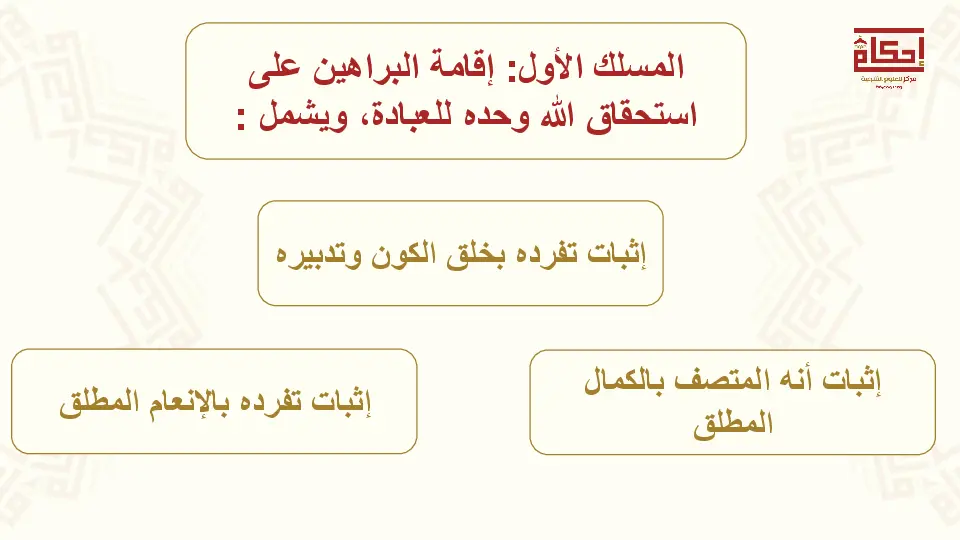 إحكام
مركز للعلوم الشرعية
المسلك الأول: إقامة البراهين على
استحقاق الله وحده للعبادة، ويشمل :
إثبات تفرده بخلق الكون وتدبيره
إثبات أنه المتصف بالكمال
المطلق
إثبات تفرده بالإنعام المطلق